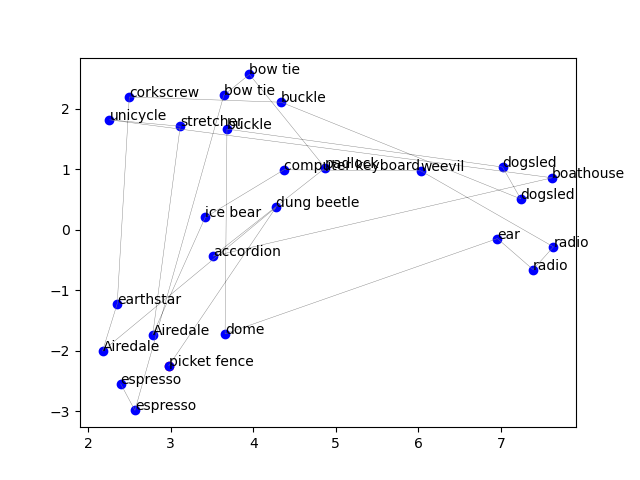 bow tie
bow tie
corkscrew
buckle
unicycle
stretcher
buckle
computer keyboard
padlock
weevil
dogsled
boathouse
dogsled
ice bear
dung beetle
accordion
ear
radio
radio
earthstar
Airedale
dome
Airedale
picket fence
espresso
espresso
2
1
0
−1
−2
−3
2
3
4
5
6
7